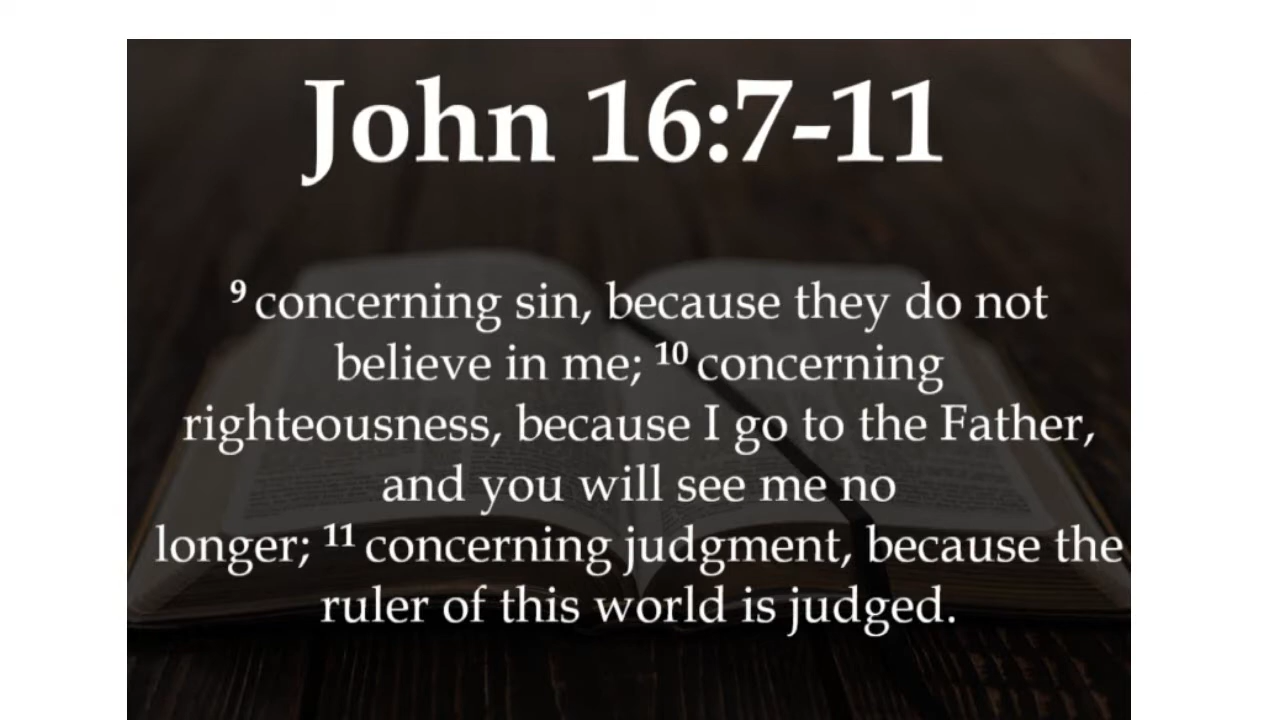 John 16:7-11
9 concerning sin, because they do not
believe in me; 10 concerning
righteousness, because I go to the Father,
and you will see me no
longer; 11 concerning judgment, because the
ruler of this world is judged.